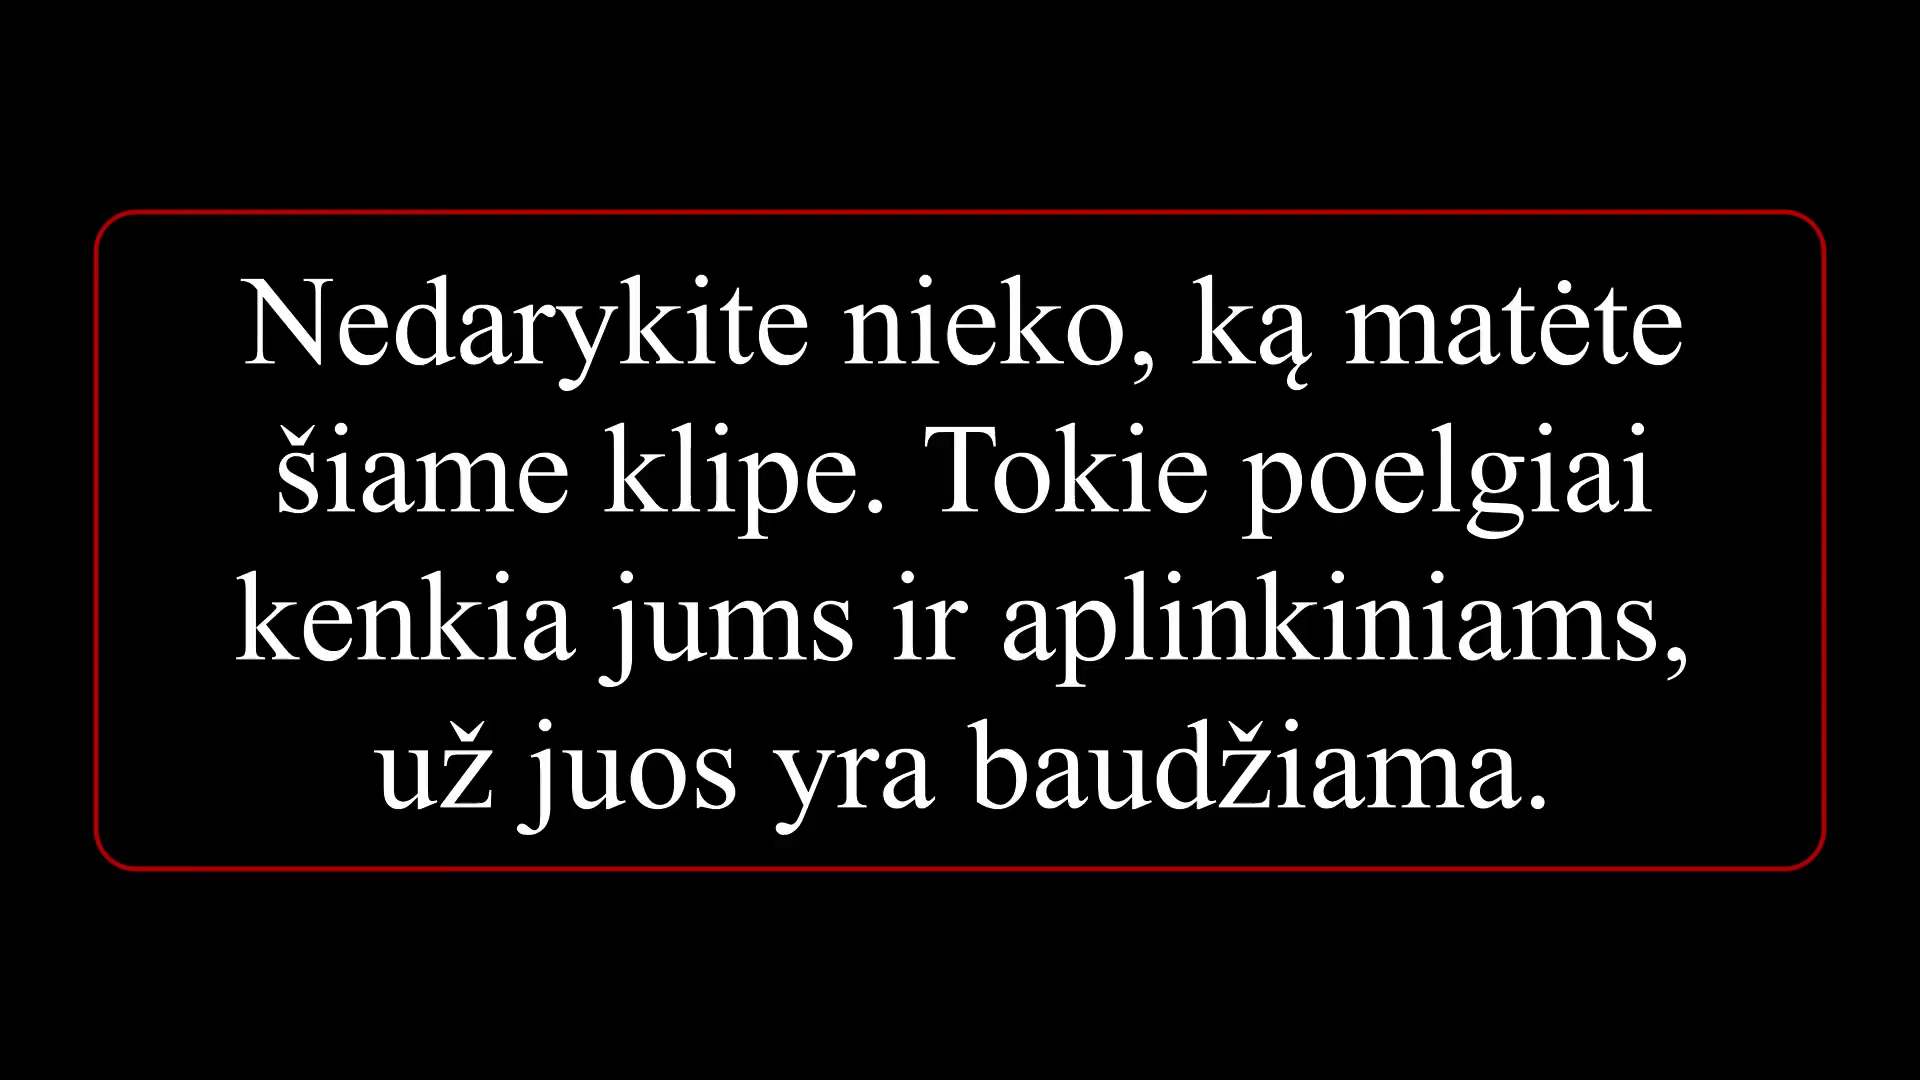 Nedarykite nieko, ką matėte
šiame klipe. Tokie poelgiai
kenkia jums ir aplinkiniams,
už juos yra baudžiama.